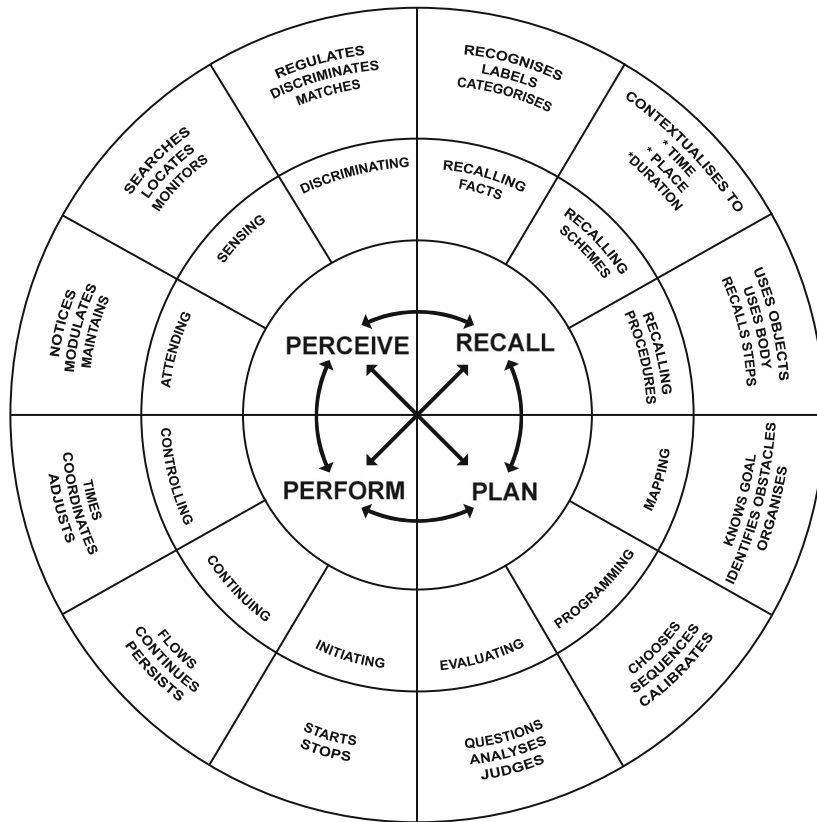 REGULATES
DISCRIMINATES
MATCHES
RECOGNISES
LABELS
CATEGORISES
CONTEXTUALISES TO
* TIME
* PLACE
*DURATION
USES OBJECTS
USES BODY
RECALLS STEPS
KNOWS GOAL
IDENTIFIES OBSTACLES
ORGANISES
CHOOSES
SEQUENCES
CALIBRATES
QUESTIONS
ANALYSES
JUDGES
STARTS
STOPS
FLOWS
CONTINUES
PERSISTS
TIMES
COORDINATES
ADJUSTS
NOTICES
MODULATES
MAINTAINS
SEARCHES
LOCATES
MONITORS
DISCRIMINATING
RECALLING
FACTS
RECALLING
SCHEMES
RECALLING
PROCEDURES
MAPPING
PROGRAMMING
EVALUATING
INITIATING
CONTINUING
CONTROLLING
ATTENDING
SENSING
PERCEIVE
RECALL
PERFORM
PLAN